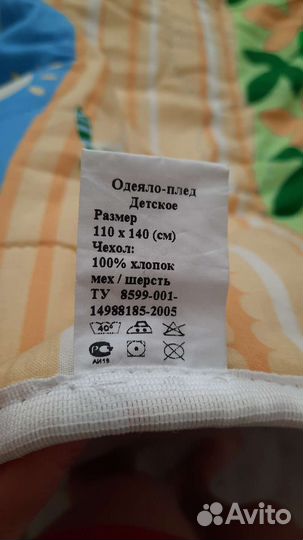 Одеяло-плед
Детское
Размер
110 x 140 (см)
Чехол:
100% хлопок
мех / шерсть
ТУ 8599-001-
14988185-2005
40°
АИ18
Avito